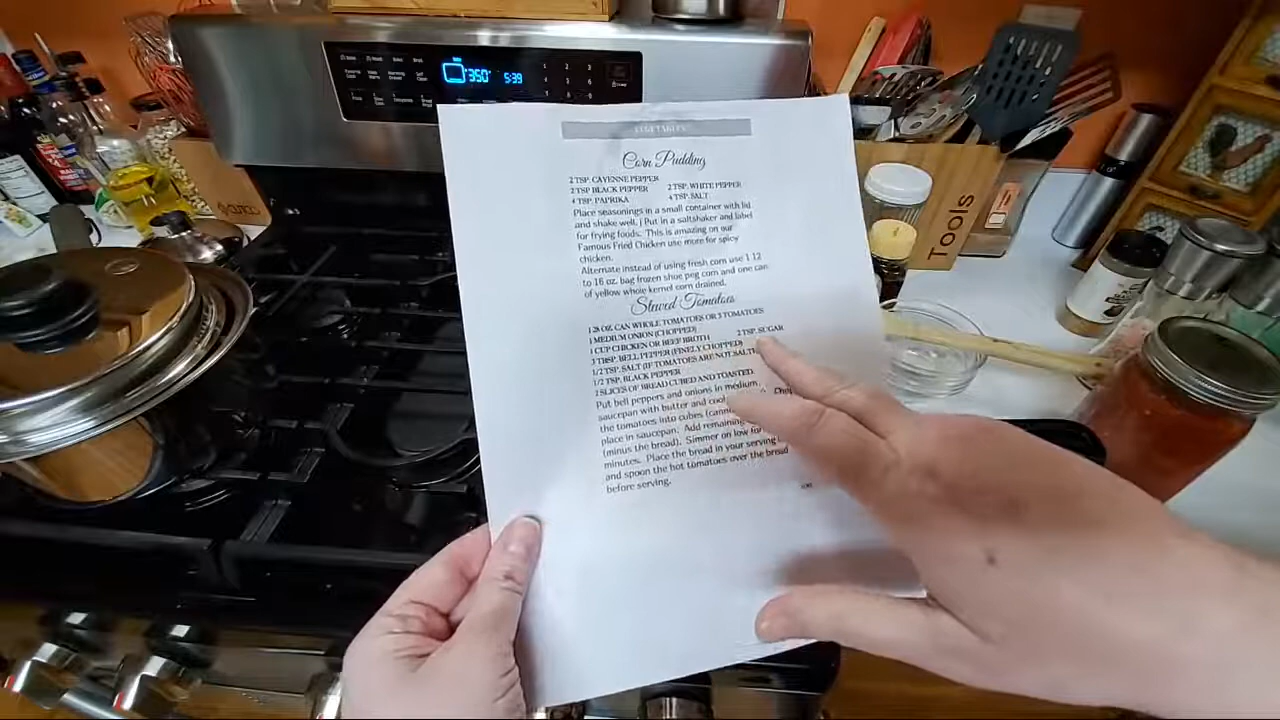 350°
5:39
VEGETABLES
Corn Pudding
2 TSP. CAYENNE PEPPER
2 TSP BLACK PEPPER 2 TSP. WHITE PEPPER
4 TSP. PAPRIKA 4 TSP. SALT
Place seasonings in a small container with lid
and shake well. | Put in a saltshaker and label
for frying foods. This is amazing on our
Famous Fried Chicken use more for spicy
chicken.
Alternate instead of using fresh corn use 1 12
to 16 oz. bag frozen shoe peg corn and one can
of yellow whole kernel corn drained.
Stewed Tomatoes
1 28 OZ. CAN WHOLE TOMATOES OR 3 TOMATOES
1 MEDIUM ONION (CHOPPED) 2 TSP. SUGAR
1 CUP CHICKEN OR BEEF BROTH
3 TBSP. BELL PEPPER (FINELY CHOPPED)
1/2 TSP. SALT (IF TOMATOES ARE NOT SALT
1/2 TSP. BLACK PEPPER
2 SLICES OF BREAD CUBED AND TOASTED
Put bell peppers and onions in medium
saucepan with butter and cook
the tomatoes into cubes
place in saucepan. Add remaining
(minus the bread). Simmer on low for
minutes. Place the bread in your serving
and spoon the hot tomatoes over the bread
before serving.
Tools
CUTCO